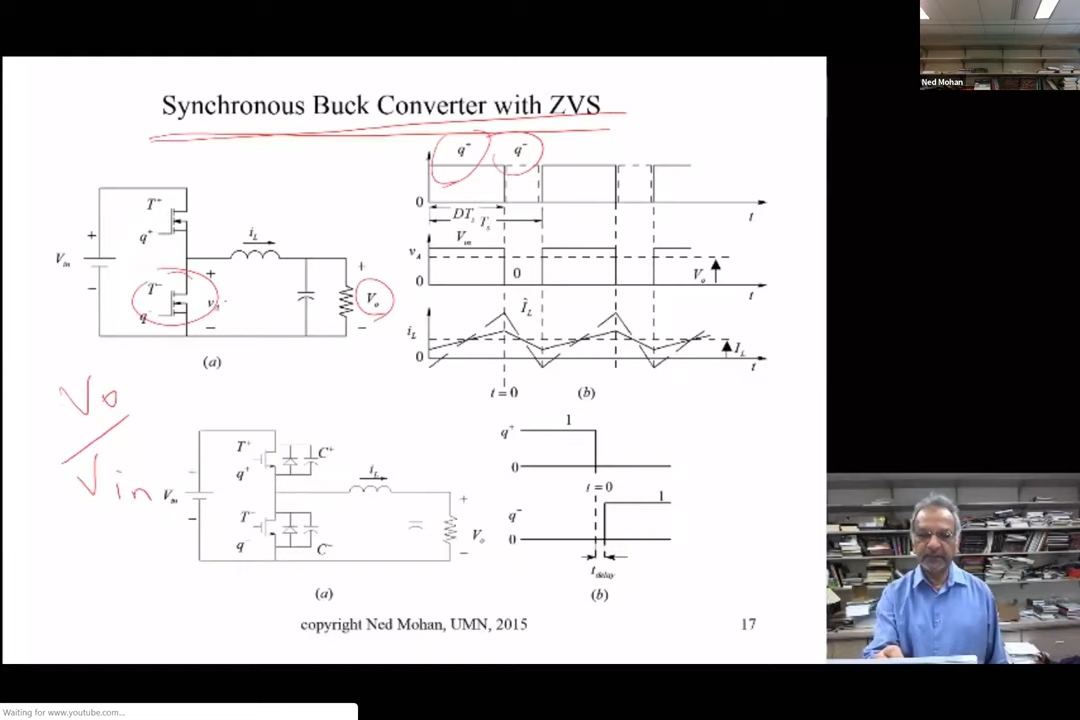 Ned Mohan
Synchronous Buck Converter with ZVS
q⁺ q⁻
0
DTs
Ts
t
T⁺
q⁺
iL
+
Vin
−
T⁻
q⁻
+
vA
−
+
Vo
−
(a)
Vin
vA
0
0
Vo
t
ÎL
iL
0
IL
t
t = 0
(b)
Vo
Vin
T⁺
q⁺
C⁺
iL
Vin
−
T⁻
q
C⁻
+
Vo
−
(a)
q⁺
1
0
t = 0
q⁻
1
0
tdelay
(b)
copyright Ned Mohan, UMN, 2015
17
Waiting for www.youtube.com...